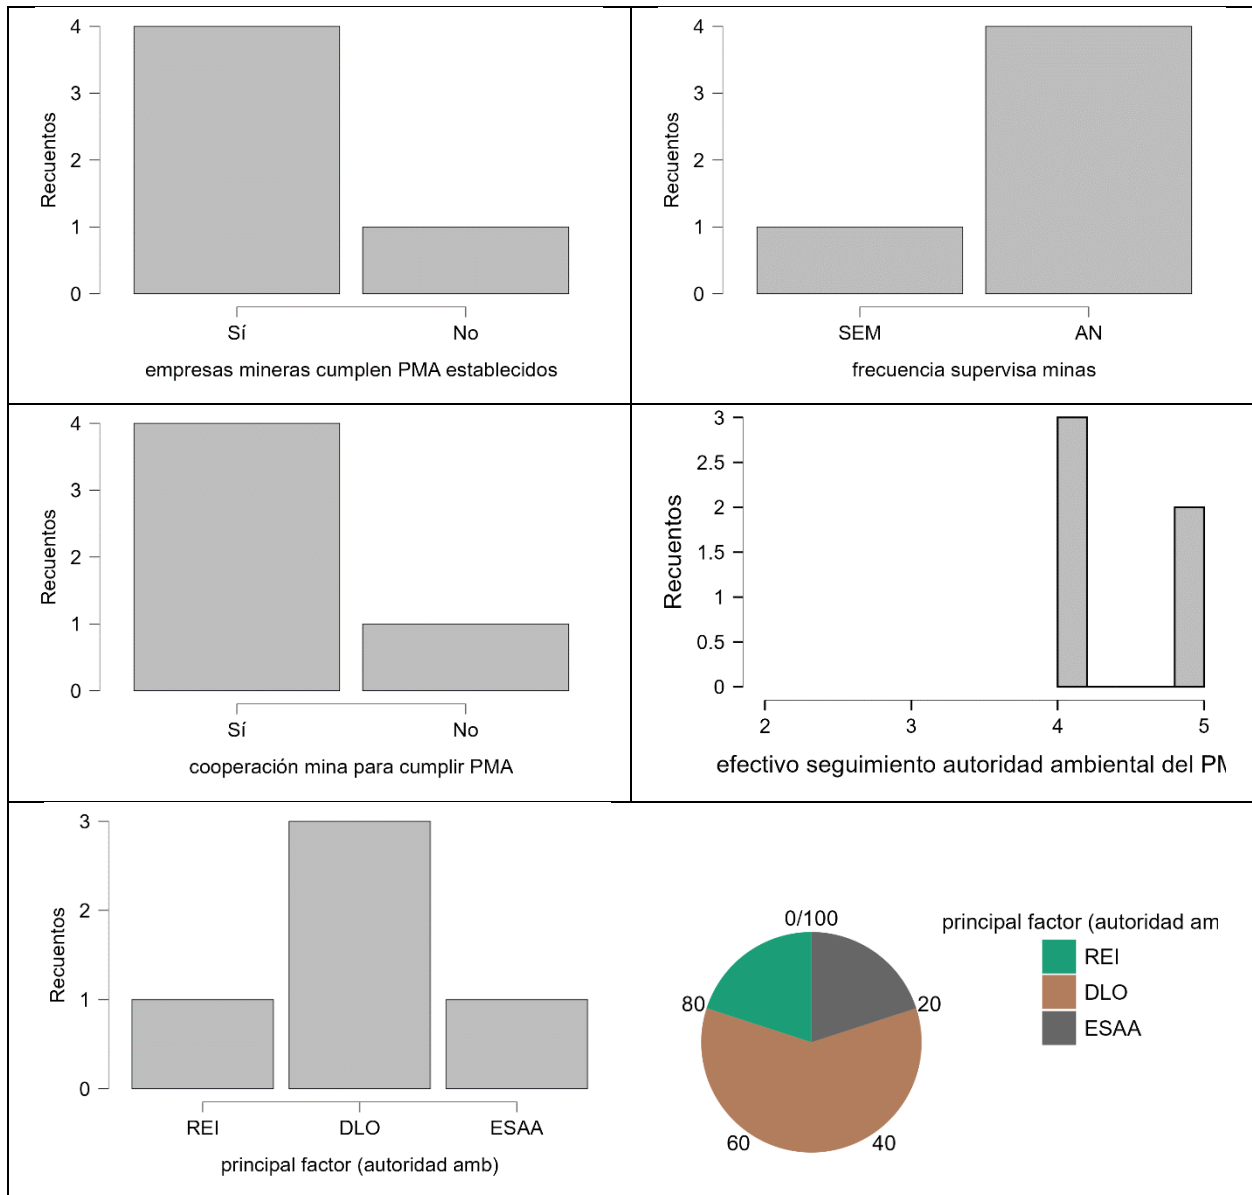 4
3
2
1
0
Recuentos
Sí
No
empresas mineras cumplen PMA establecidos
4
3
2
1
0
Recuentos
SEM
AN
frecuencia supervisa minas
4
3
2
1
0
Recuentos
Sí
No
cooperación mina para cumplir PMA
3
2.5
2
1.5
1
0.5
0
Recuentos
2
3
4
5
efectivo seguimiento autoridad ambiental del
3
2
1
0
Recuentos
REI
DLO
ESAA
principal factor (autoridad amb)
0/100
20
40
60
80
principal factor (autoridad am
REI
DLO
ESAA